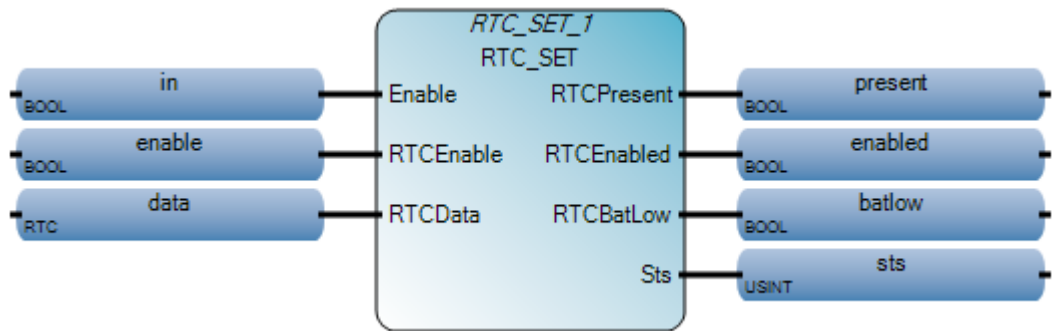 RTC_SET_1
RTC_SET
in
BOOL
Enable
RTCPresent
present
BOOL
enable
BOOL
RTCEnable
RTCEnabled
enabled
BOOL
data
RTC
RTCData
RTCBatLow
batlow
BOOL
Sts
sts
USINT